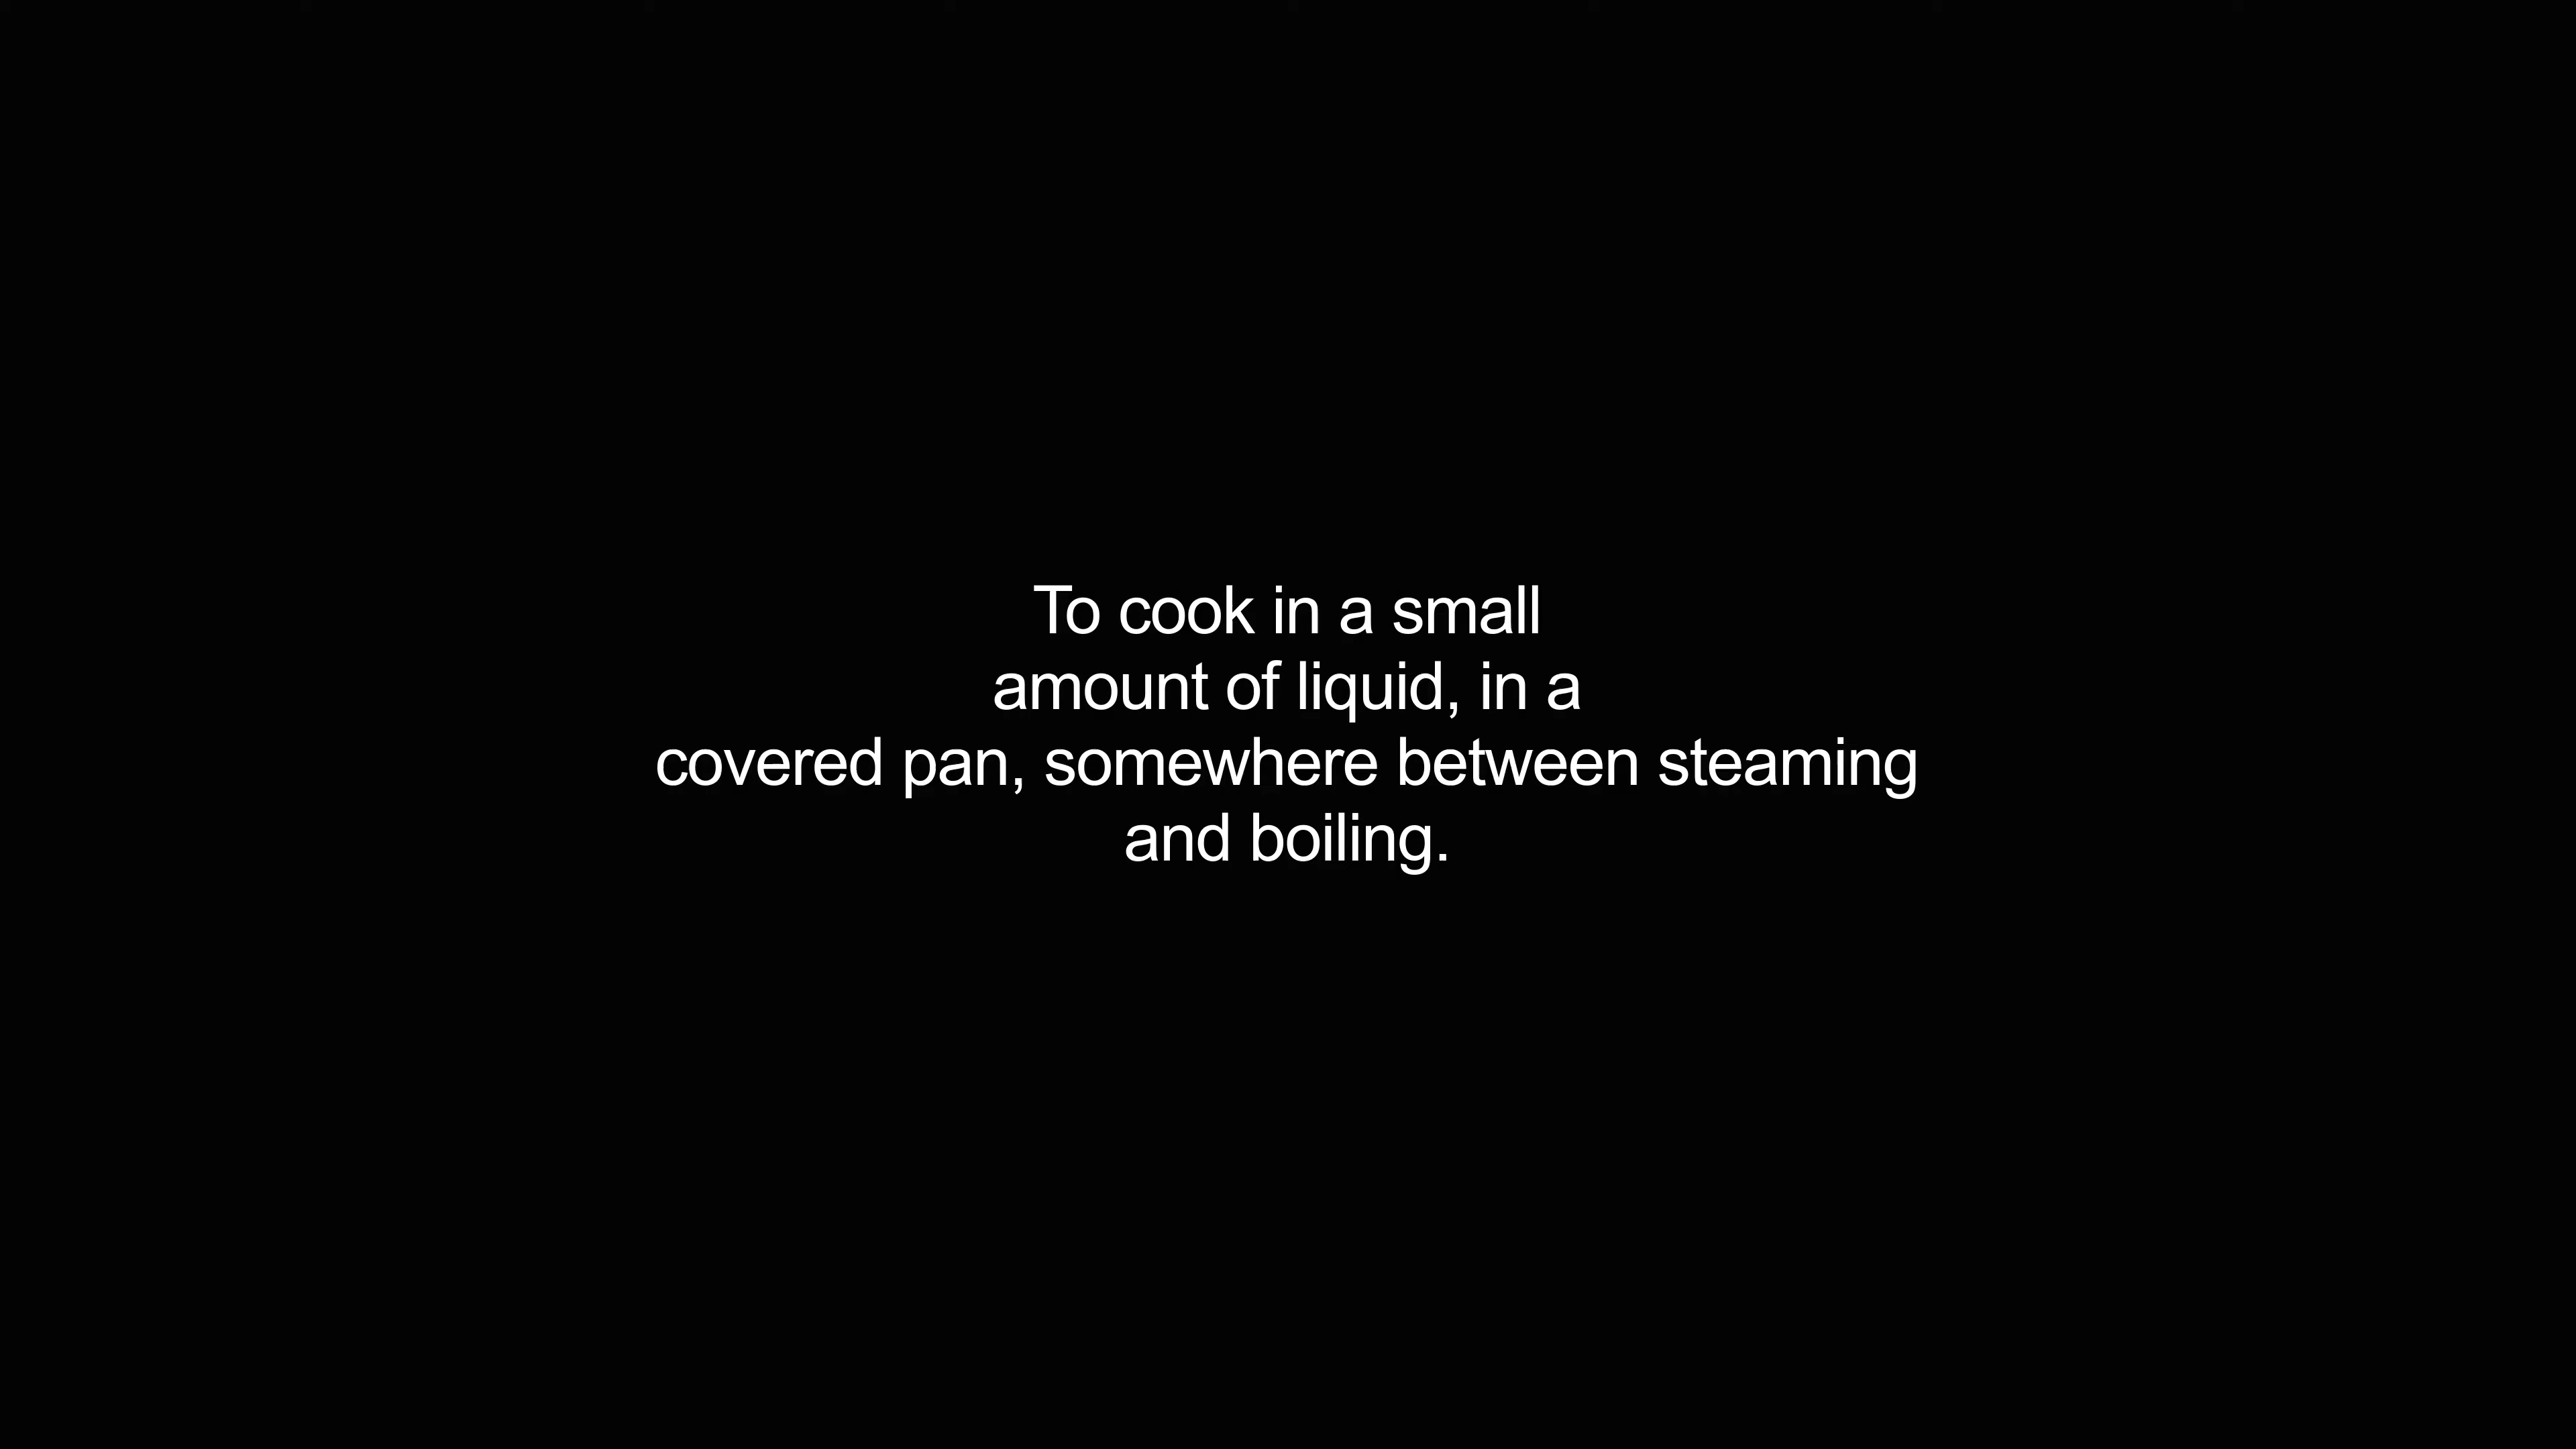 To cook in a small
amount of liquid, in a
covered pan, somewhere between steaming
and boiling.